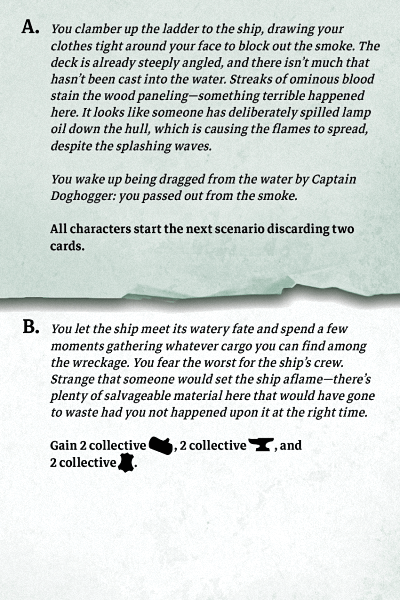 A. You clamber up the ladder to the ship, drawing your
clothes tight around your face to block out the smoke. The
deck is already steeply angled, and there isn't much that
hasn't been cast into the water. Streaks of ominous blood
stain the wood paneling—something terrible happened
here. It looks like someone has deliberately spilled lamp
oil down the hull, which is causing the flames to spread,
despite the splashing waves.
You wake up being dragged from the water by Captain
Doghogger: you passed out from the smoke.
All characters start the next scenario discarding two
cards.
B. You let the ship meet its watery fate and spend a few
moments gathering whatever cargo you can find among
the wreckage. You fear the worst for the ship's crew.
Strange that someone would set the ship aflame—there's
plenty of salvageable material here that would have gone
to waste had you not happened upon it at the right time.
Gain 2 collective , 2 collective , and
2 collective .